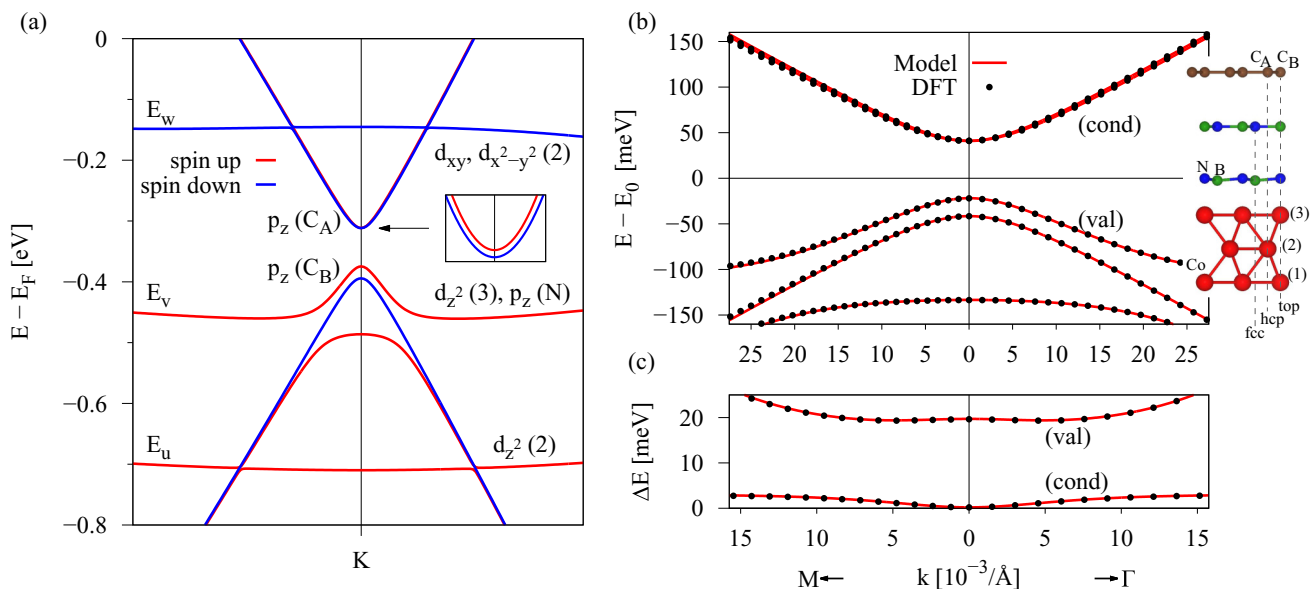 (a)
0
−0.2
−0.4
−0.6
−0.8
E − E_F [eV]
E_w
spin up
spin down
d_xy, d_x²−y² (2)
p_z (C_A)
p_z (C_B)
E_v
d_z² (3), p_z (N)
E_u
d_z² (2)
K
(b)
150
100
50
0
−50
−100
−150
E − E_0 [meV]
Model
DFT
(cond)
(val)
25 20 15 10 5 0 5 10 15 20 25
C_A C_B
N B
Co
(3)
(2)
(1)
fcc
hcp
top
(c)
20
10
0
ΔE [meV]
(val)
(cond)
15 10 5 0 5 10 15
M← k [10⁻³/Å] →Γ